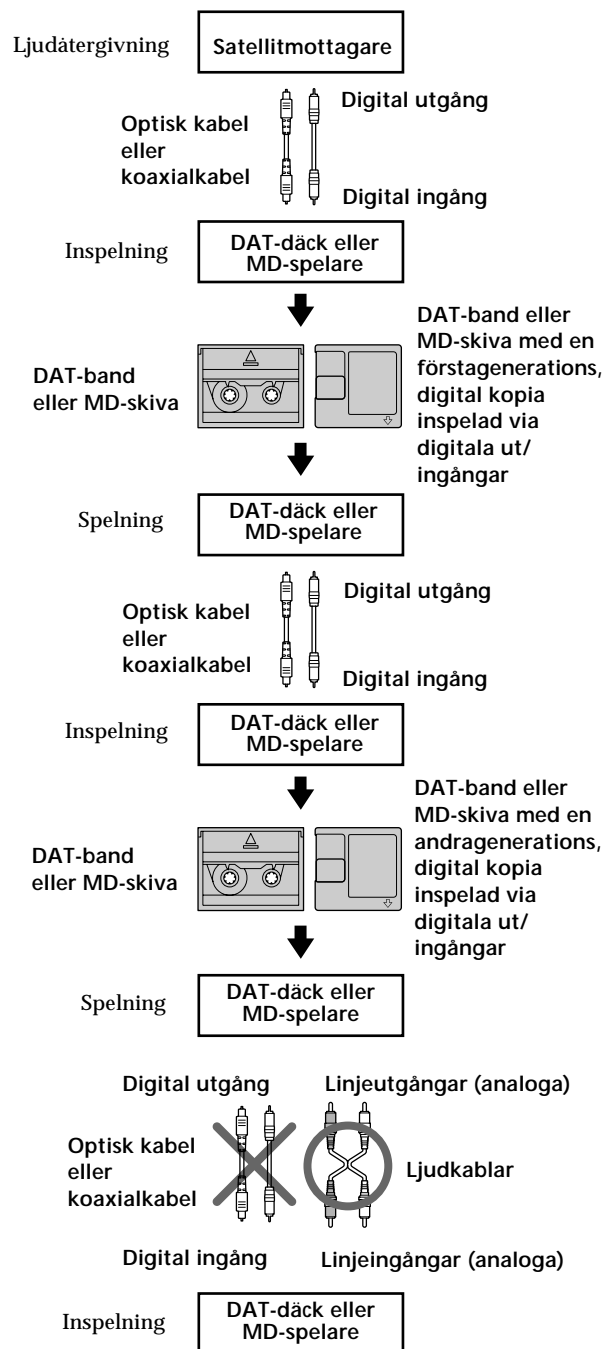 Ljudåtergivning
Satellitmottagare
Digital utgång
Optisk kabel
eller
koaxialkabel
Digital ingång
Inspelning
DAT-däck eller
MD-spelare
DAT-band
eller MD-skiva
DAT-band eller
MD-skiva med en
förstagenerations,
digital kopia
inspelad via
digitala ut/
ingångar
Spelning
DAT-däck eller
MD-spelare
Digital utgång
Optisk kabel
eller
koaxialkabel
Digital ingång
Inspelning
DAT-däck eller
MD-spelare
DAT-band
eller MD-skiva
DAT-band eller
MD-skiva med en
andragenerations,
digital kopia
inspelad via
digitala ut/
ingångar
Spelning
DAT-däck eller
MD-spelare
Digital utgång
Linjeutgångar (analoga)
Optisk kabel
eller
koaxialkabel
Ljudkablar
Digital ingång
Linjeingångar (analoga)
Inspelning
DAT-däck eller
MD-spelare